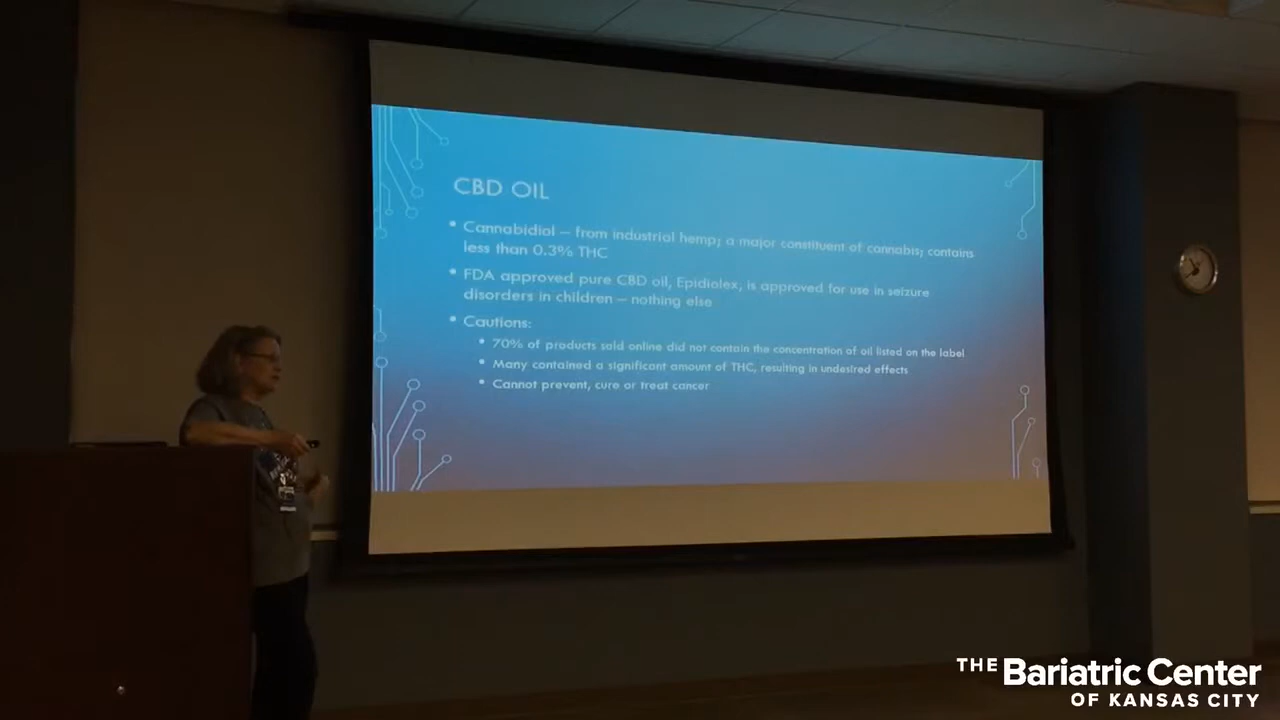 CBD OIL
• Cannabidiol – from industrial hemp; a major constituent of cannabis; contains
less than 0.3% THC
• FDA approved pure CBD oil, Epidiolex, is approved for use in seizure
disorders in children – nothing else
• Cautions:
• 70% of products sold online did not contain the concentration of oil listed on the label
• Many contained a significant amount of THC, resulting in undesired effects
• Cannot prevent, cure or treat cancer
THE Bariatric Center
OF KANSAS CITY